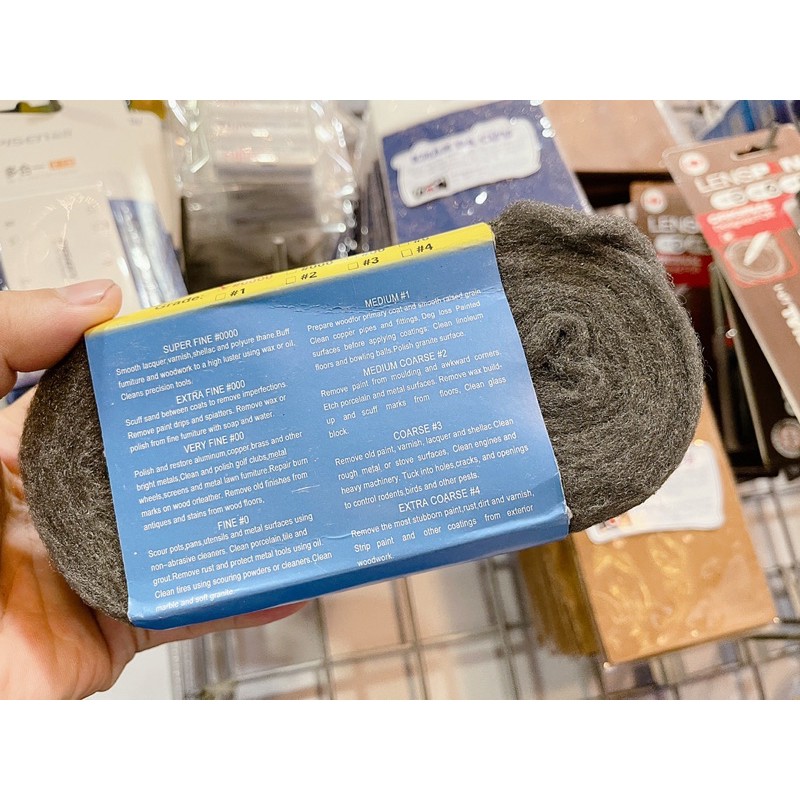 多合一
LENSPEN
LENSPEN
Grade:
#1
#2
#3
#4
SUPER FINE #0000
Smooth lacquer,varnish,shellac and polyure thane.Buff
furniture and woodwork to a high luster using wax or oil.
Cleans precision tools.
EXTRA FINE #000
Scuff sand between coats to remove imperfections.
Remove paint drips and splatters. Remove wax or
polish from fine furniture with soap and water.
VERY FINE #00
Polish and restore aluminum,copper,brass and other
bright metals,Clean and polish golf clubs,metal
wheels,screens and metal lawn furniture.Repair burn
marks on wood orleather. Remove old finishes from
antiques and stains from wood floors,
FINE #0
Scour pots,pans,utensils and metal surfaces using
non-abrasive cleaners. Clean porcelain,tile and
grout.Remove rust and protect metal tools using oil
Clean tires using scouring powders or cleaners.Clean
marble and soft granite.
MEDIUM #1
Prepare woodfor primary coat and smooth raised grain.
Clean copper pipes and fittings. Deg loss Painted
surfaces before applying coatings. Clean linoleum
floors and bowling balls.Polish granite surface.
MEDIUM COARSE #2
Remove paint from moulding and awkward corners.
Etch porcelain and metal surfaces. Remove wax build-
up and scuff marks from floors, Clean glass
block.
COARSE #3
Remove old paint, varnish, lacquer and shellac.Clean
rough metal or stove surfaces. Clean engines and
heavy machinery. Tuck into holes,cracks, and openings
to control rodents,birds and other pests.
EXTRA COARSE #4
Remove the most stubborn paint,rust,dirt and varnish,
Strip paint and other coatings from exterior
woodwork